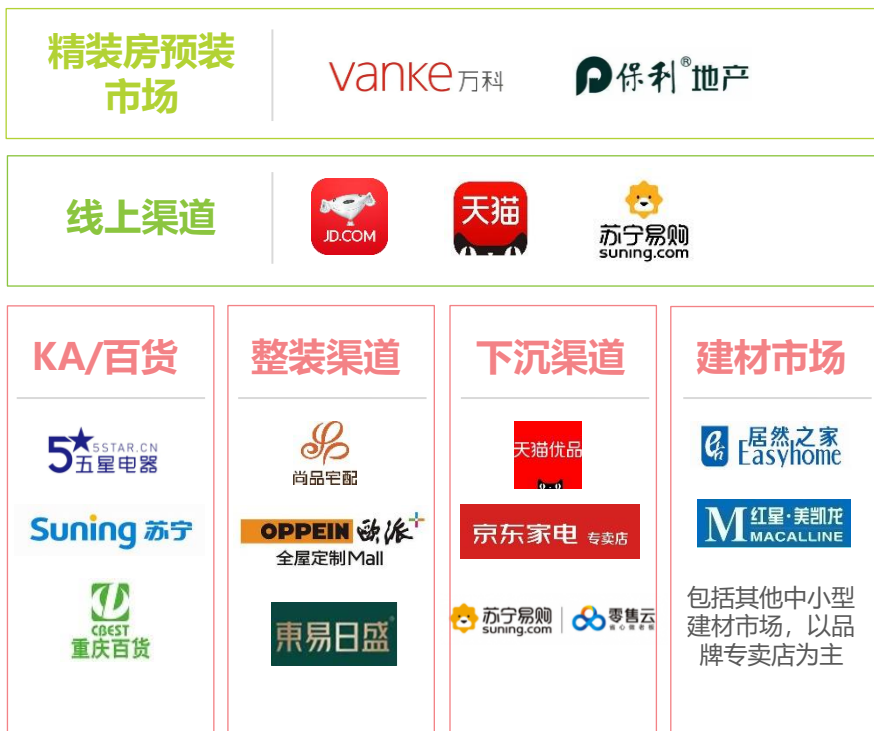 精装房预装
市场
vanke万科
保利®地产
线上渠道
JD.COM
天猫
苏宁易购
suning.com
KA/百货
5STAR.CN
五星电器
Suning 苏宁
CBEST
重庆百货
整装渠道
尚品宅配
OPPEIN 欧派
全屋定制Mall
東易日盛
下沉渠道
天猫优品
京东家电 专卖店
苏宁易购
suning.com
零售云
建材市场
居然之家
Easyhome
M 红星·美凯龙
MACALLINE
包括其他中小型
建材市场，以品
牌专卖店为主